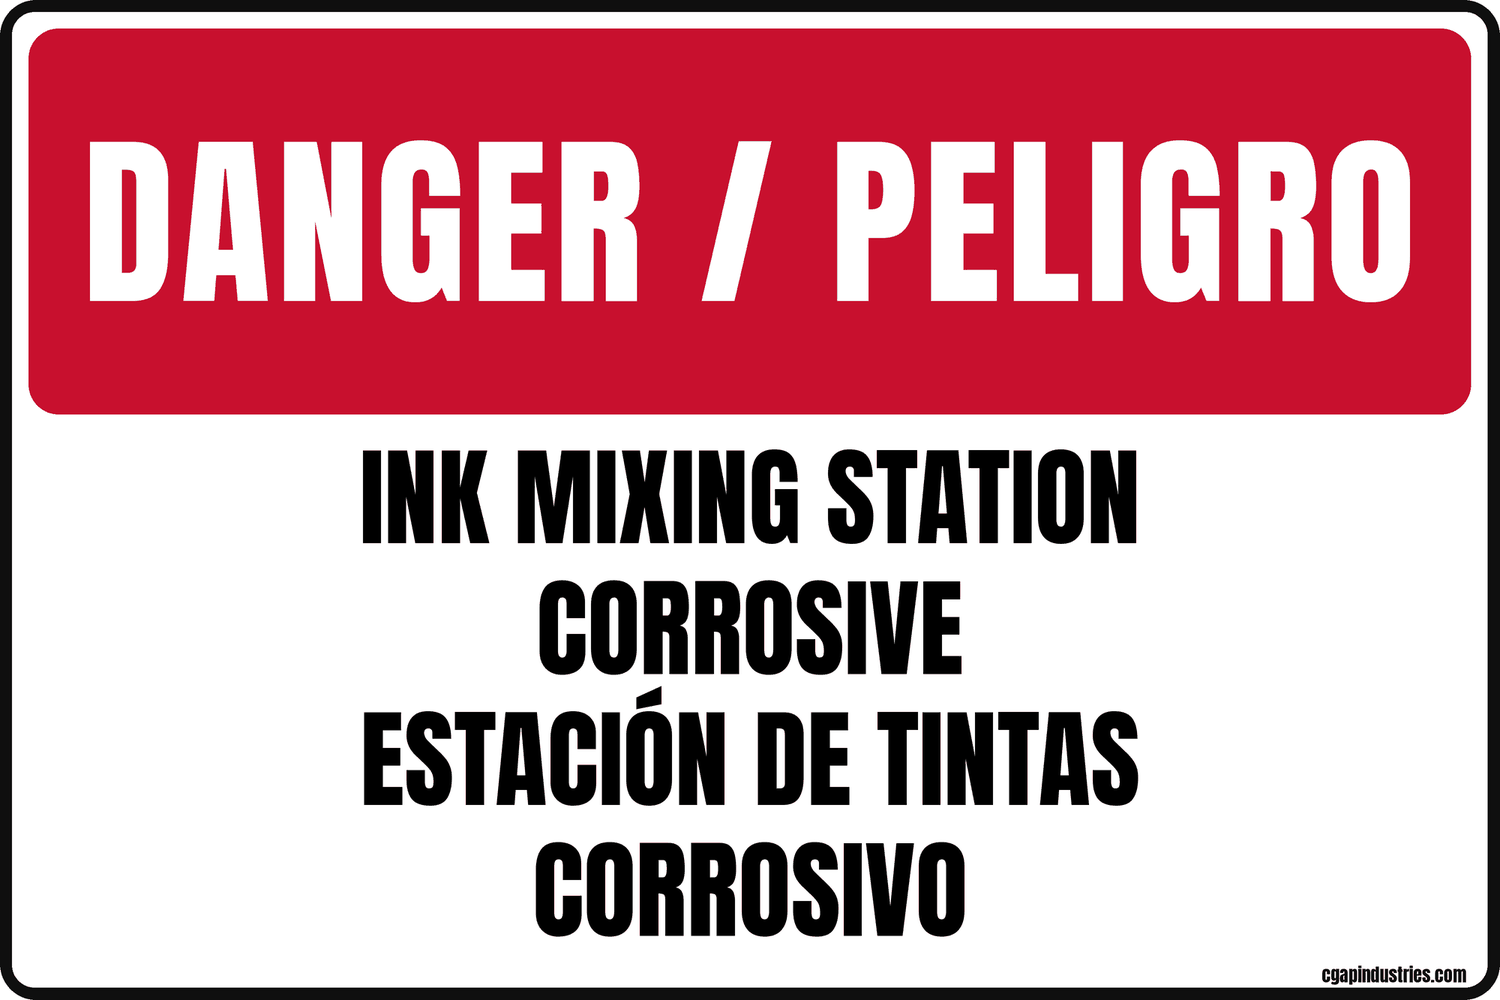 DANGER / PELIGRO
INK MIXING STATION
CORROSIVE
ESTACIÓN DE TINTAS
CORROSIVO
cgapindustries.com